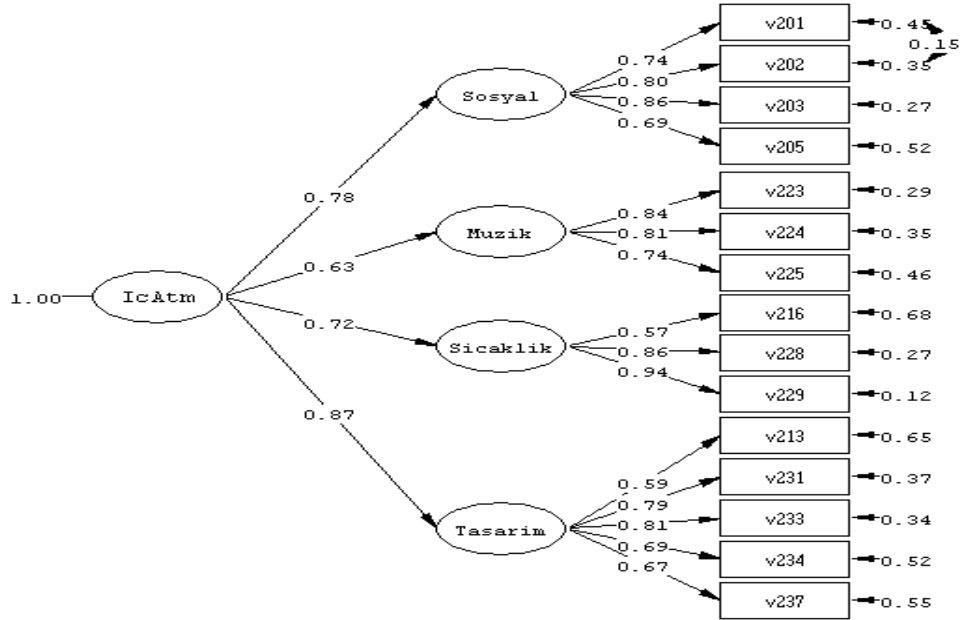 v201 0.45
0.15
0.74
v202 0.35
0.80
Sosyal
0.86 v203 0.27
0.69
v205 0.52
0.78
v223 0.29
0.84
Muzik 0.81 v224 0.35
0.74
0.63
v225 0.46
1.00 IcAtm
0.72
0.57 v216 0.68
Sicaklik 0.86 v228 0.27
0.94
v229 0.12
0.87
v213 0.65
0.59
v231 0.37
0.79
Tasarim 0.81 v233 0.34
0.69
v234 0.52
0.67
v237 0.55